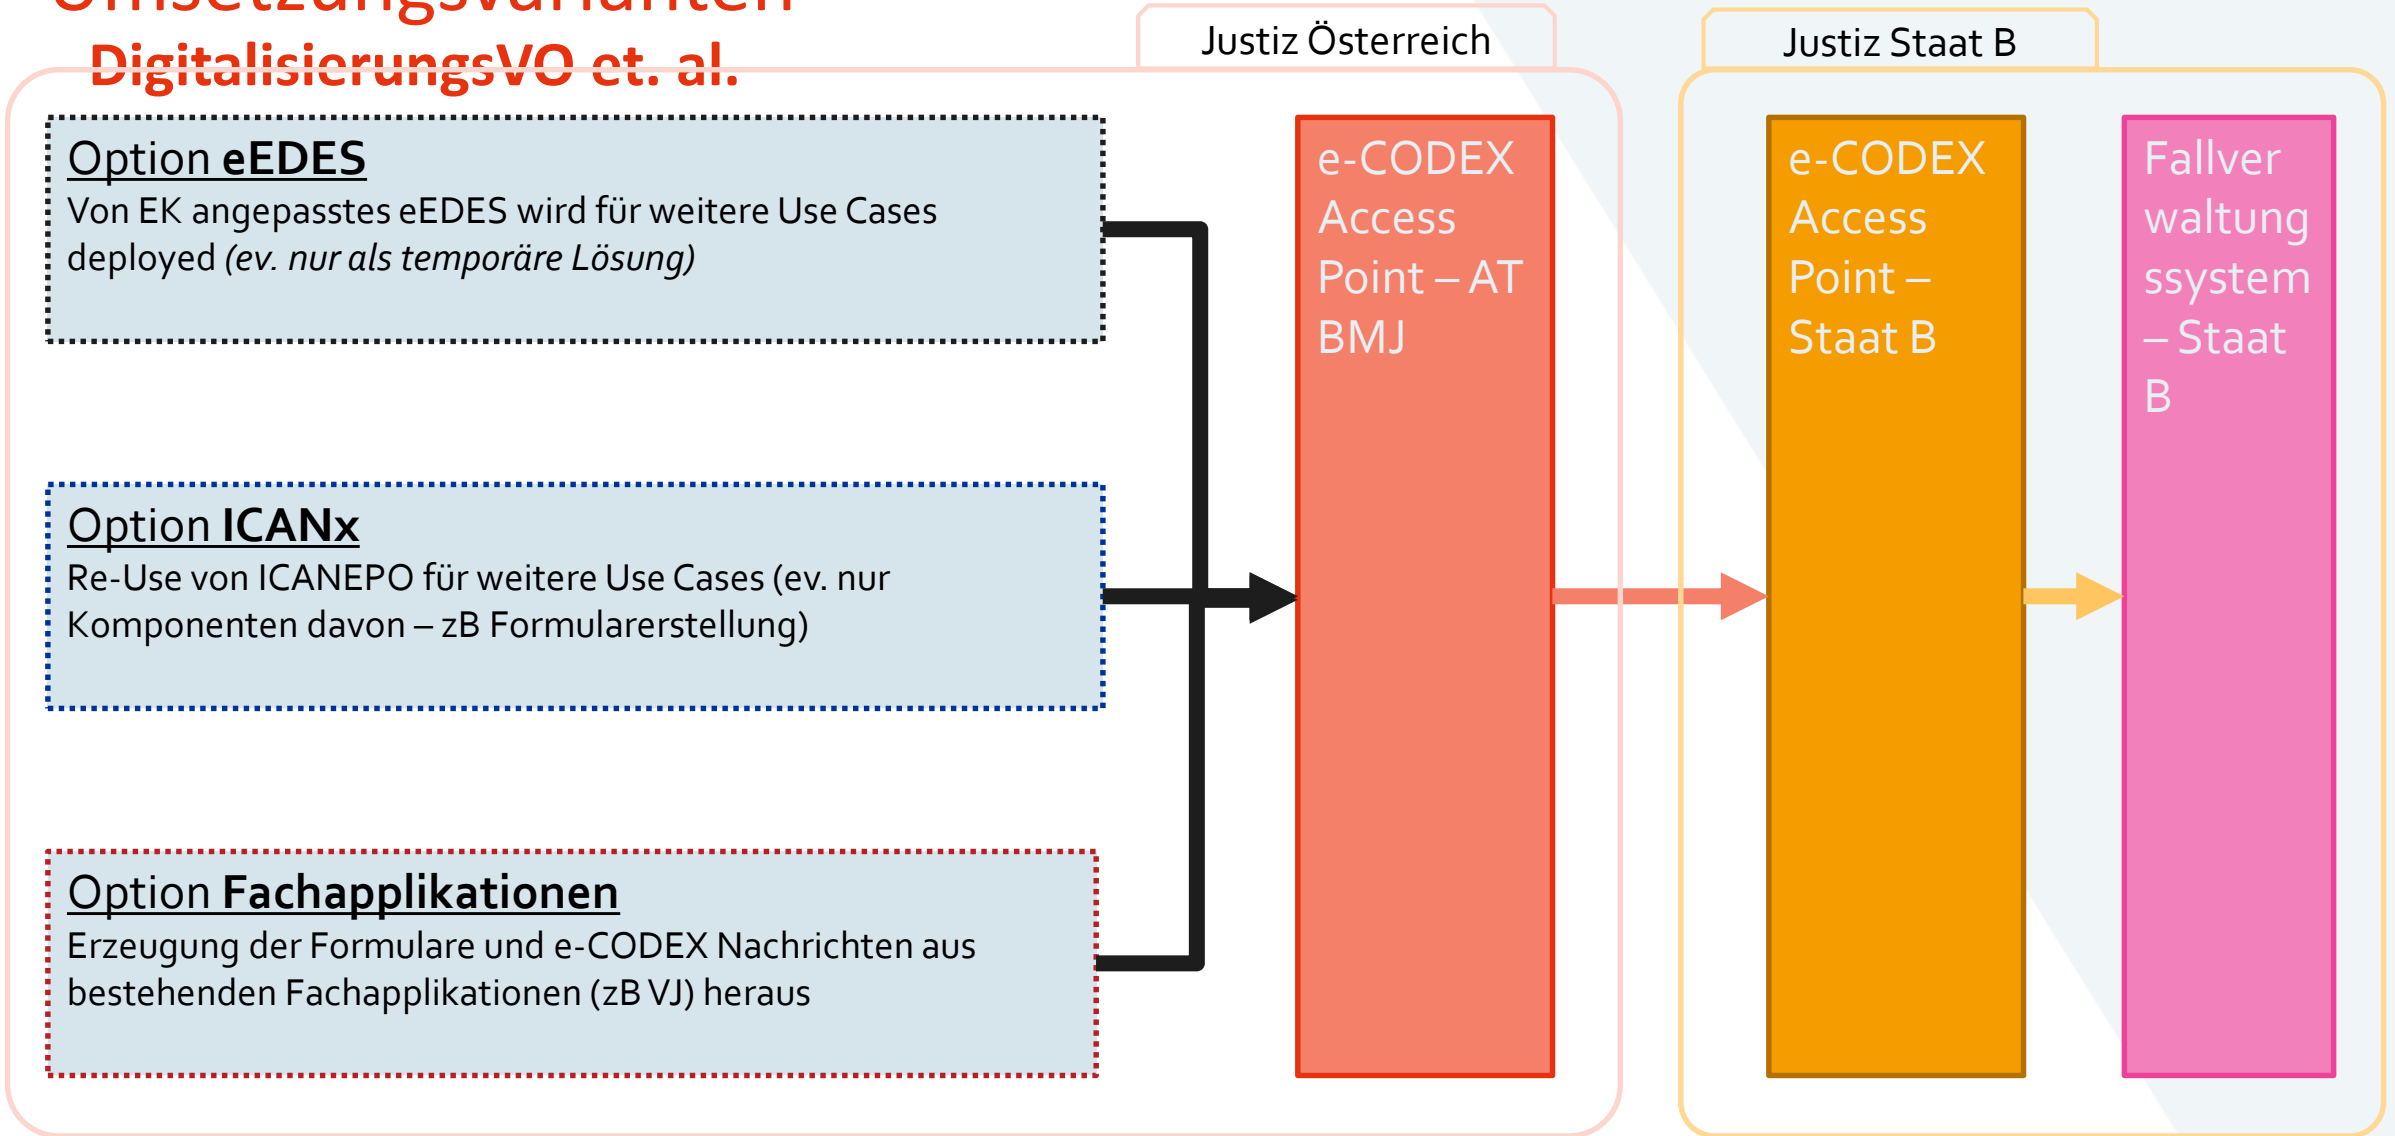 Umsetzungsvarianten
DigitalisierungsVO et. al.
Justiz Österreich
Justiz Staat B
Option eEDES
Von EK angepasstes eEDES wird für weitere Use Cases
deployed (ev. nur als temporäre Lösung)
Option ICANx
Re-Use von ICANEPO für weitere Use Cases (ev. nur
Komponenten davon – zB Formularerstellung)
Option Fachapplikationen
Erzeugung der Formulare und e-CODEX Nachrichten aus
bestehenden Fachapplikationen (zB VJ) heraus
e-CODEX
Access
Point – AT
BMJ
e-CODEX
Access
Point –
Staat B
Fallver
waltung
ssystem
– Staat
B